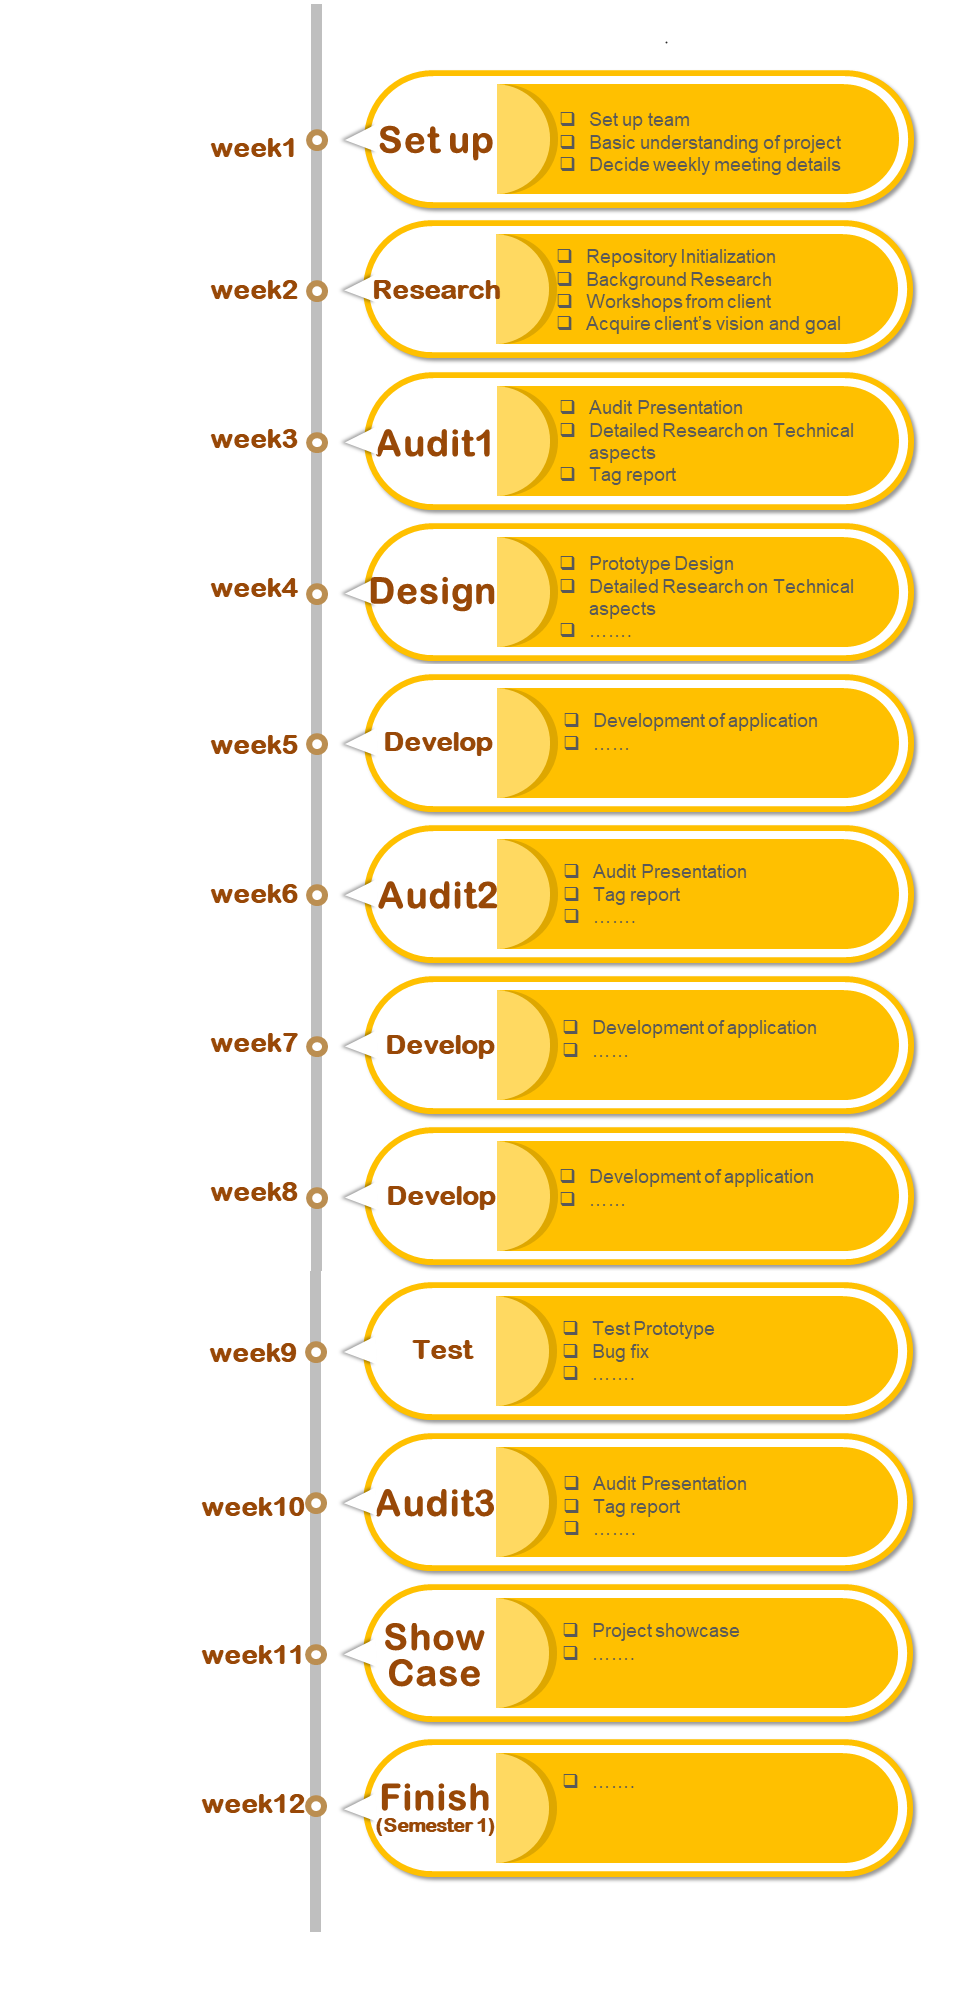 .
week1
Set up
❑ Set up team
❑ Basic understanding of project
❑ Decide weekly meeting details
week2
Research
❑ Repository Initialization
❑ Background Research
❑ Workshops from client
❑ Acquire client's vision and goal
week3
Audit1
❑ Audit Presentation
❑ Detailed Research on Technical
aspects
❑ Tag report
week4
Design
❑ Prototype Design
❑ Detailed Research on Technical
aspects
❑ …….
week5
Develop
❑ Development of application
❑ ……
week6
Audit2
❑ Audit Presentation
❑ Tag report
❑ …….
week7
Develop
❑ Development of application
❑ ……
week8
Develop
❑ Development of application
❑ ……
week9
Test
❑ Test Prototype
❑ Bug fix
❑ …….
week10
Audit3
❑ Audit Presentation
❑ Tag report
❑ …….
week11
Show
Case
❑ Project showcase
❑ …….
week12
Finish
(Semester 1)
❑ …….